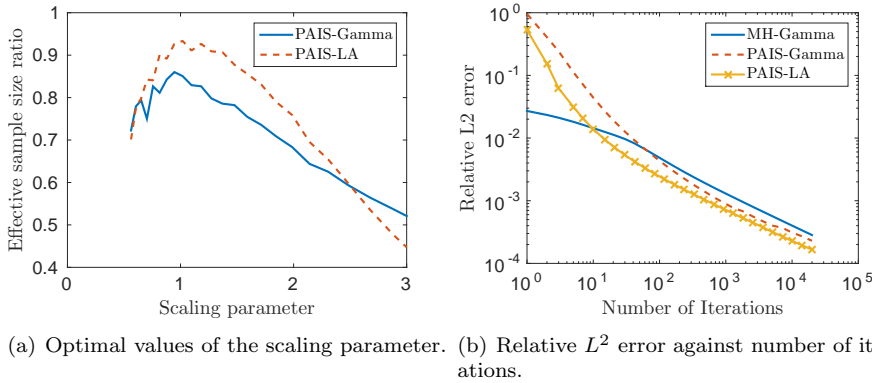 1
0.9
0.8
0.7
0.6
0.5
0.4
Effective sample size ratio
PAIS-Gamma
PAIS-LA
0 1 2 3
Scaling parameter
10^0
10^-1
10^-2
10^-3
10^-4
Relative L2 error
MH-Gamma
PAIS-Gamma
PAIS-LA
10^0 10^1 10^2 10^3 10^4 10^5
Number of Iterations
(a) Optimal values of the scaling parameter.
(b) Relative L^2 error against number of it
ations.